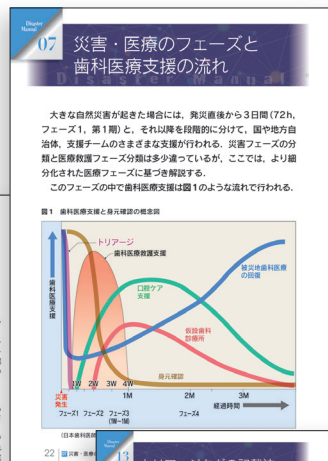 Disaster
Manual
07
災害・医療のフェーズと
歯科医療支援の流れ
Disaster Manual
大きな自然災害が起きた場合には，発災直後から3日間（72h，
フェーズ1，第1期）と，それ以降を段階的に分けて，国や地方自
治体，支援チームのさまざまな支援が行われる．災害フェーズの分
類と医療救護フェーズ分類は多少違っているが，ここでは，より細
分化された医療フェーズに基づき解説する．
このフェーズの中で歯科医療支援は図1のような流れで行われる．
図1 歯科医療支援と身元確認の概念図
トリアージ
歯科医療救護支援
被災地歯科医療
の回復
口腔ケア
支援
歯科医療支援
仮設歯科
診療所
身元確認
1W 2W 3W 4W
災害
発生
1M 2M 3M
経過時間
フェーズ1 フェーズ2 フェーズ3
(1W〜1M)
フェーズ4
（日本歯科医師
22
災害・医療
Disaster
Manual
13